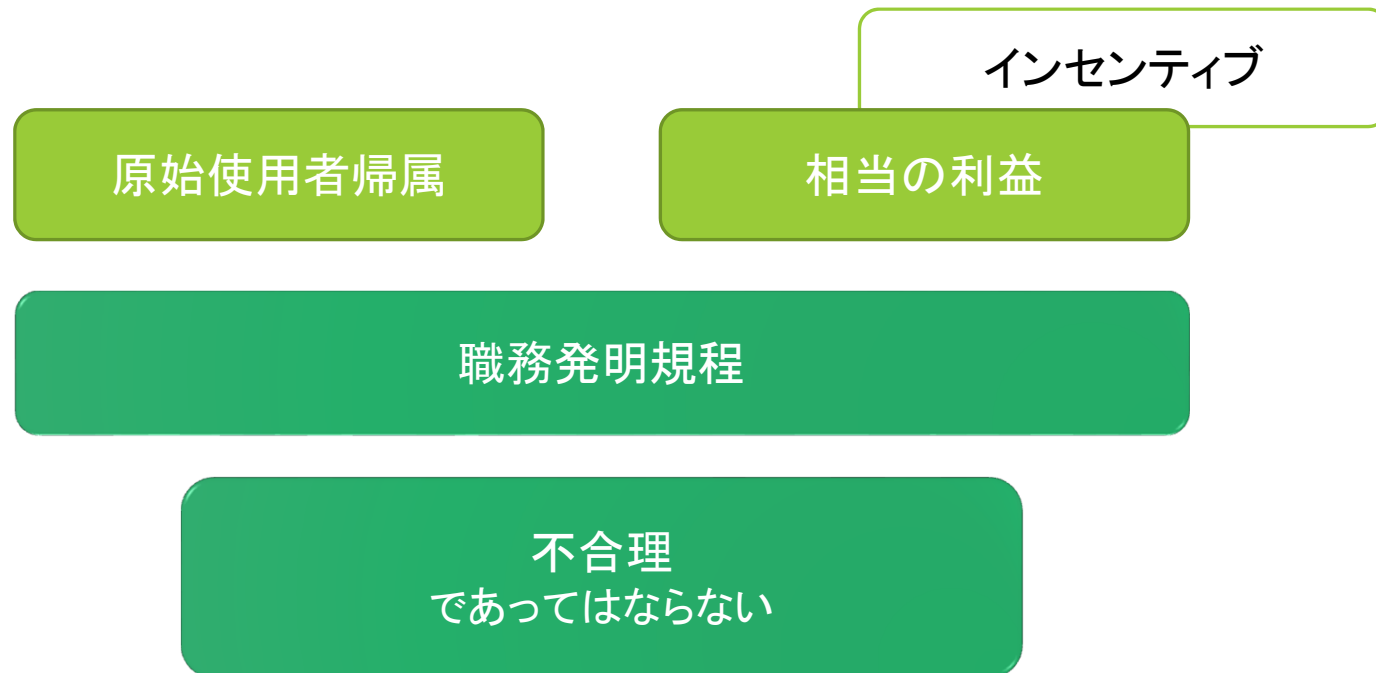 インセンティブ
原始使用者帰属
相当の利益
職務発明規程
不合理
であってはならない